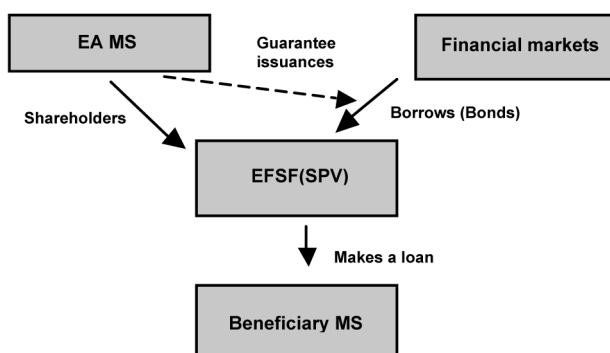 EA MS
Guarantee
issuances
Financial markets
Shareholders
Borrows (Bonds)
EFSF(SPV)
Makes a loan
Beneficiary MS